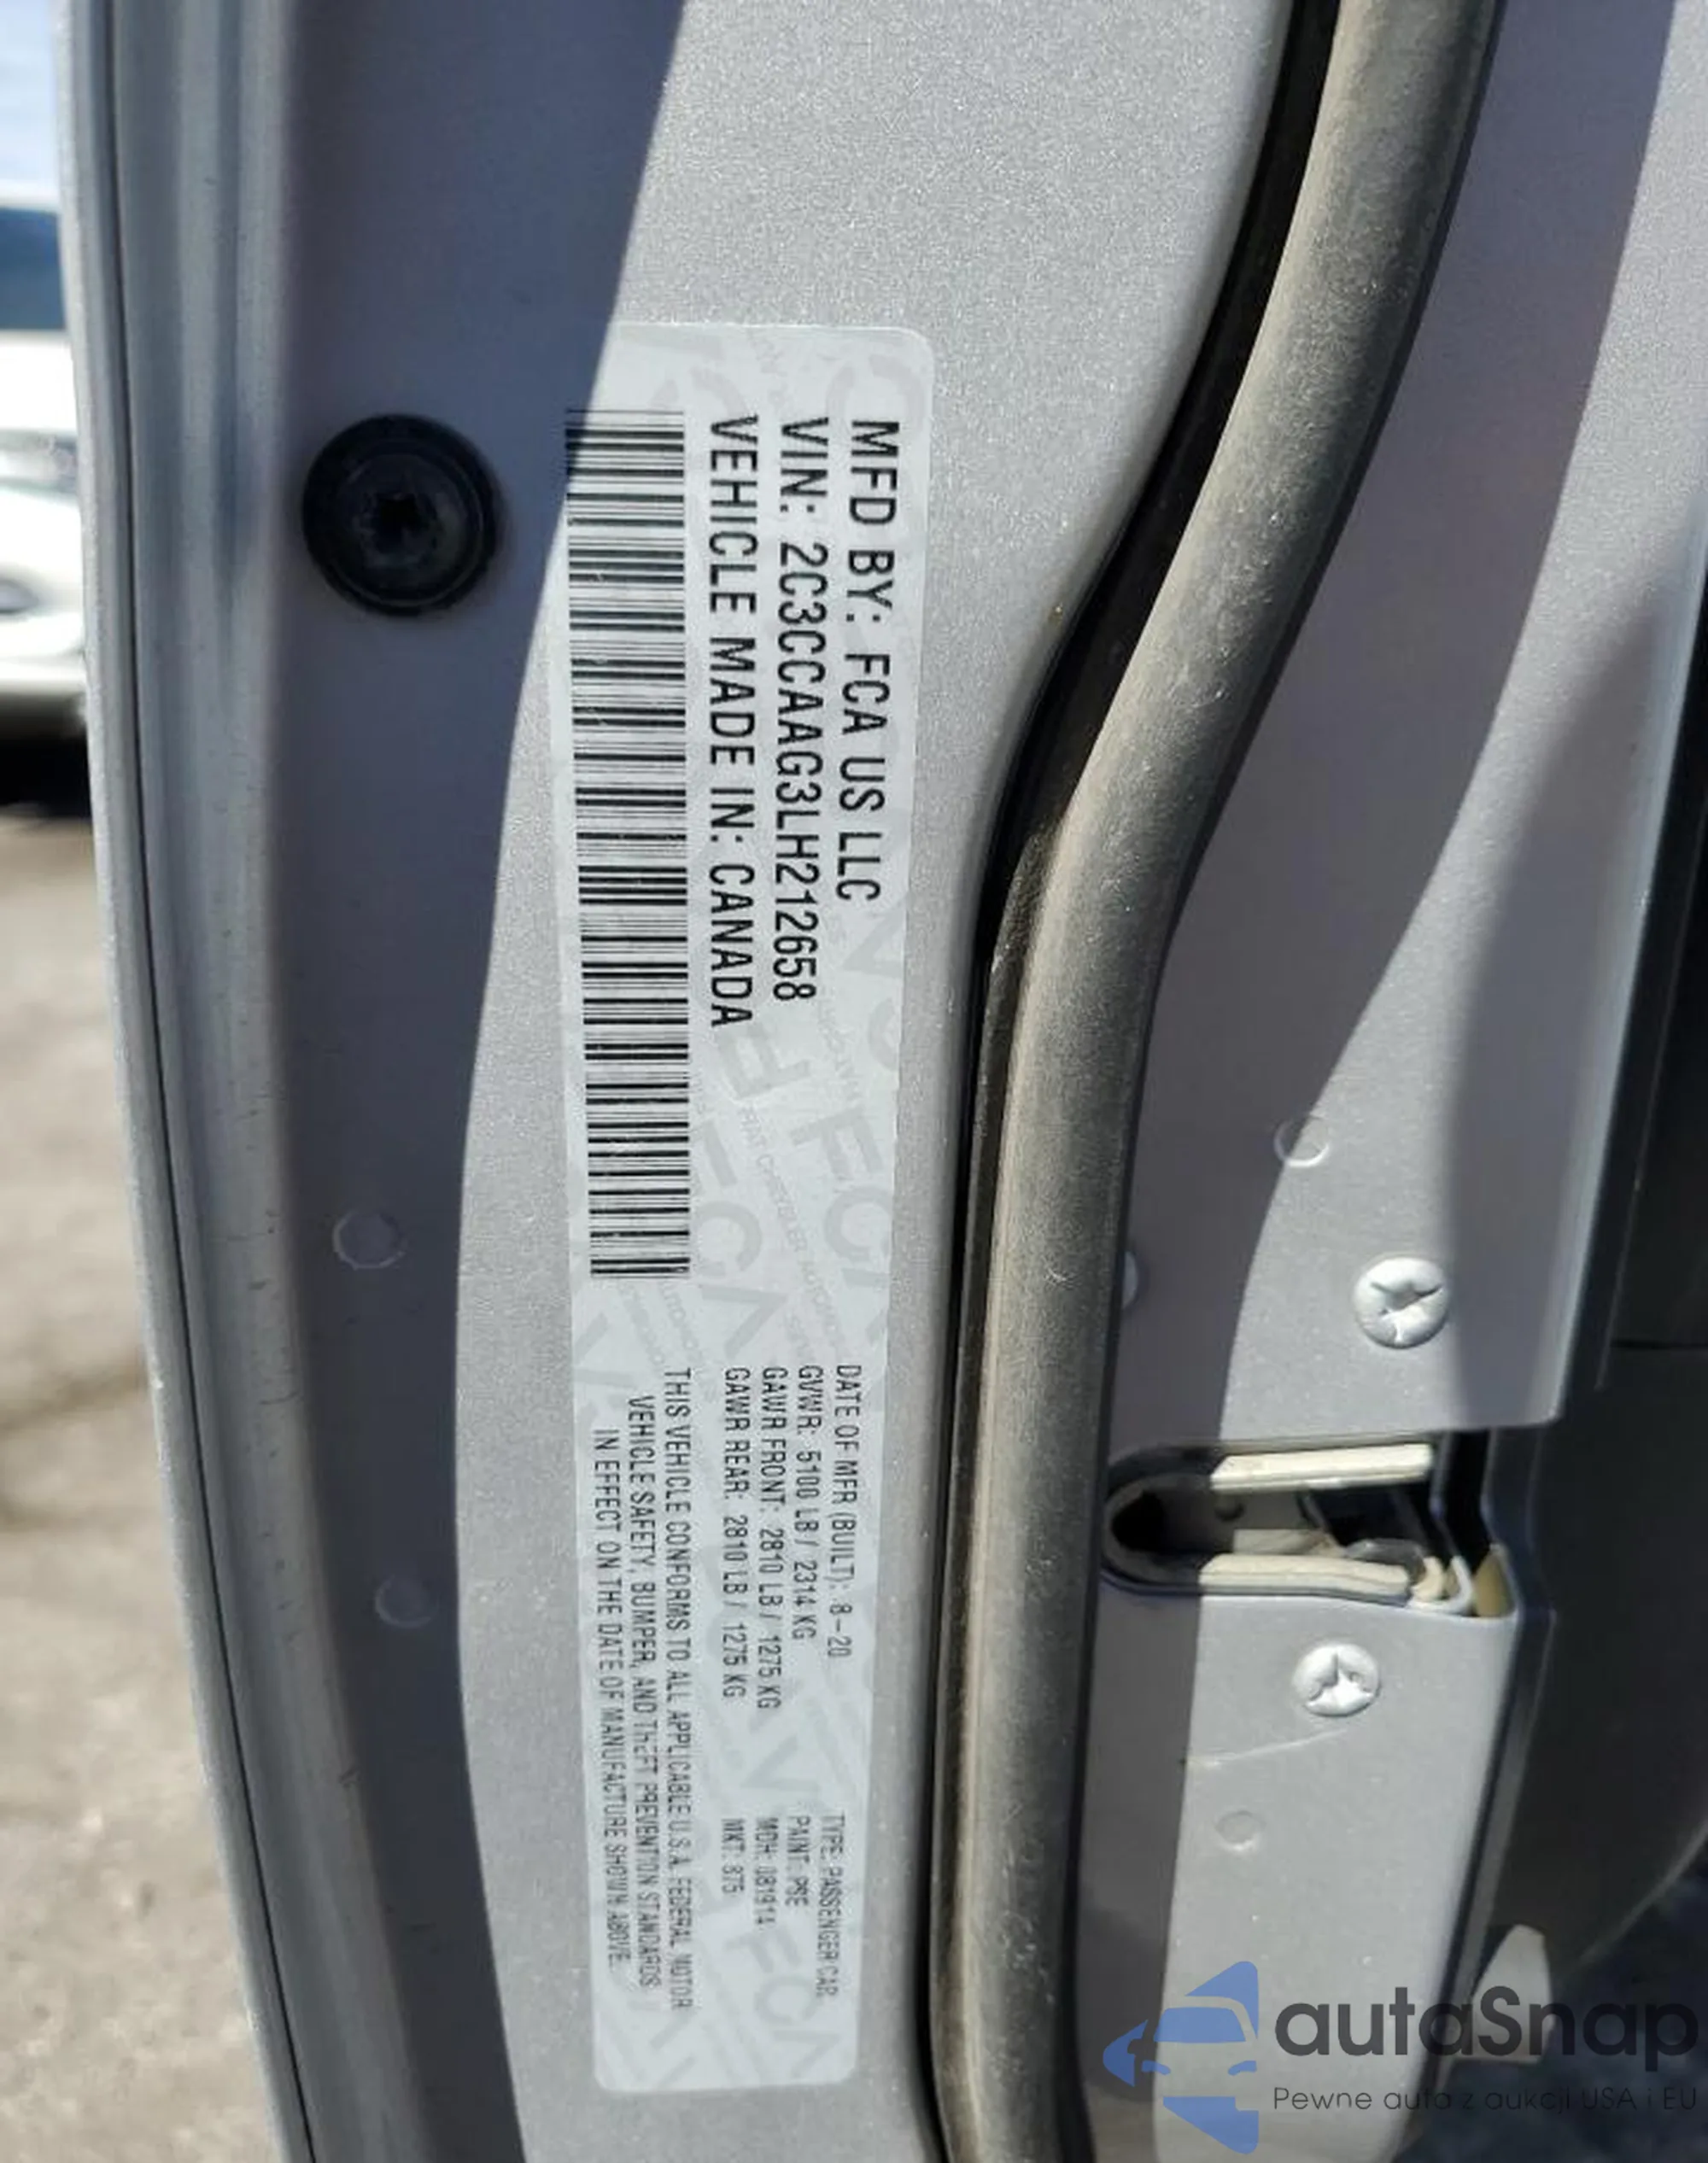 MFD BY: FCA US LLC
VIN: 2C3CCAAG3LH212658
VEHICLE MADE IN: CANADA
DATE OF MFR (BUILT): 8-20
GVWR: 5100 LB / 2314 KG
GAWR FRONT: 2810 LB / 1275 KG
GAWR REAR: 2810 LB / 1275 KG
THIS VEHICLE CONFORMS TO ALL APPLICABLE U.S.A. FEDERAL MOTOR
VEHICLE SAFETY, BUMPER, AND THEFT PREVENTION STANDARDS
IN EFFECT ON THE DATE OF MANUFACTURE SHOWN ABOVE.
TYPE: PASSENGER CAR
PAINT: PSE
MDH: 081914
MKT: 875
autaSnap
Pewne auta z aukcji USA i EU